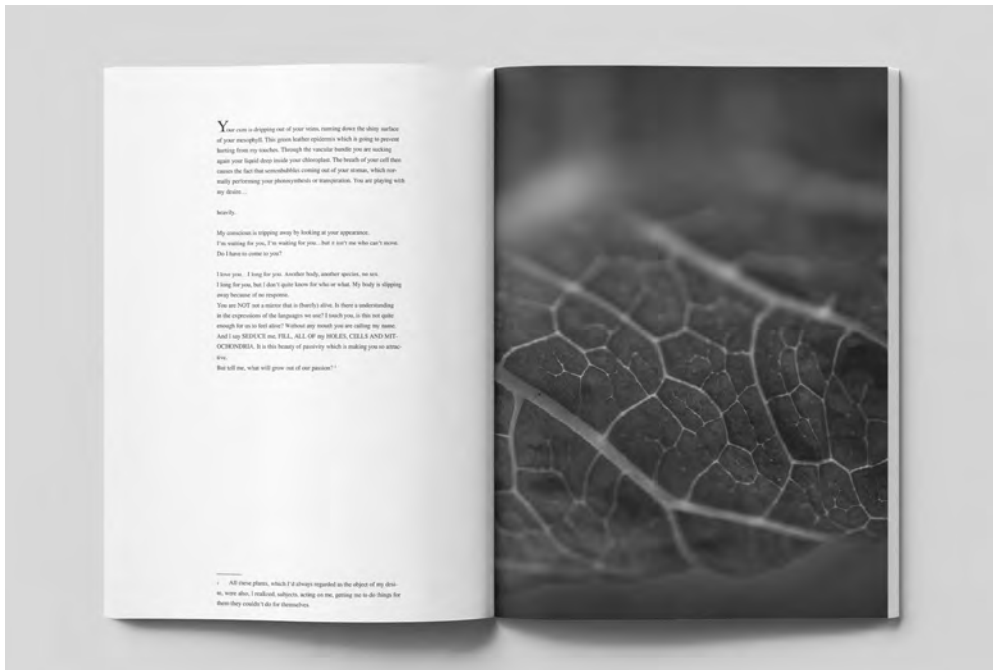 Your cum is dripping out of your veins, running down the shiny surface
of your mesophyll. This green leather epidermis which is going to prevent
hurting from my touches. Through the vascular bundle you are sucking
again your liquid deep inside your chloroplast. The breath of your cell then
causes the fact that semenbubbles coming out of your stomas, which nor-
mally performing your photosynthesis or transpiration. You are playing with
my desire...
heavily.
My conscious is tripping away by looking at your appearance.
I'm waiting for you, I'm waiting for you... but it isn't me who can't move.
Do I have to come to you?
I love you. I long for you. Another body, another species, no sex.
I long for you, but I don't quite know for who or what. My body is slipping
away because of no response.
You are NOT not a mirror that is (barely) alive. Is there a understanding
in the expressions of the languages we use? I touch you, is this not quite
enough for us to feel alive? Without any mouth you are calling my name.
And I say SEDUCE me, FILL, ALL OF my HOLES, CELLS AND MIT-
OCHONDRIA. It is this beauty of passivity which is making you so attrac-
tive.
But tell me, what will grow out of our passion?
All these plants, which I'd always regarded as the object of my desi-
re, were also, I realized, subjects, acting on me, getting me to do things for
them they couldn't do for themselves.